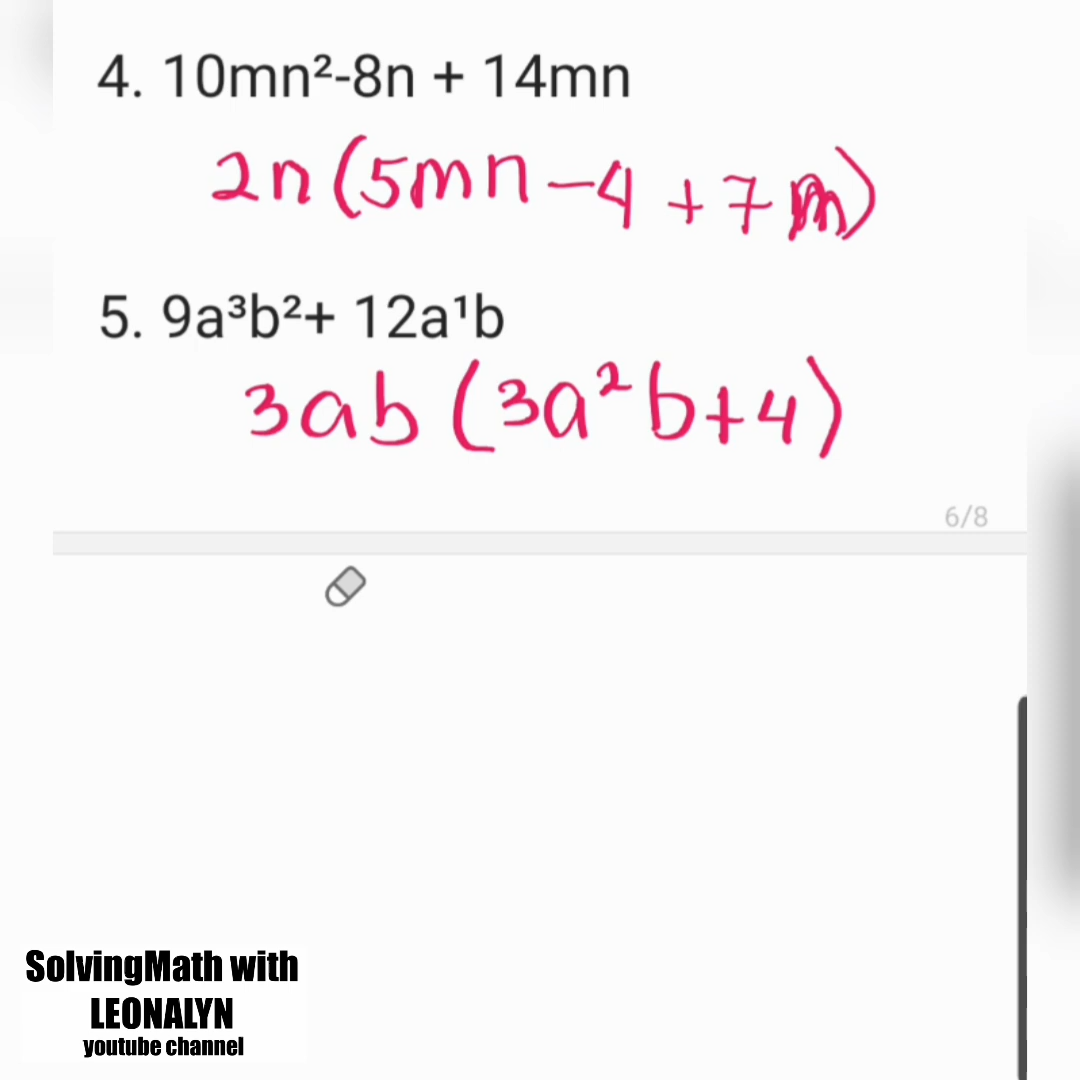 4. 10mn²-8n + 14mn
2n(5mn-4+7m)
5. 9a³b²+ 12a¹b
3ab(3a²b+4)
6/8
SolvingMath with
LEONALYN
youtube channel